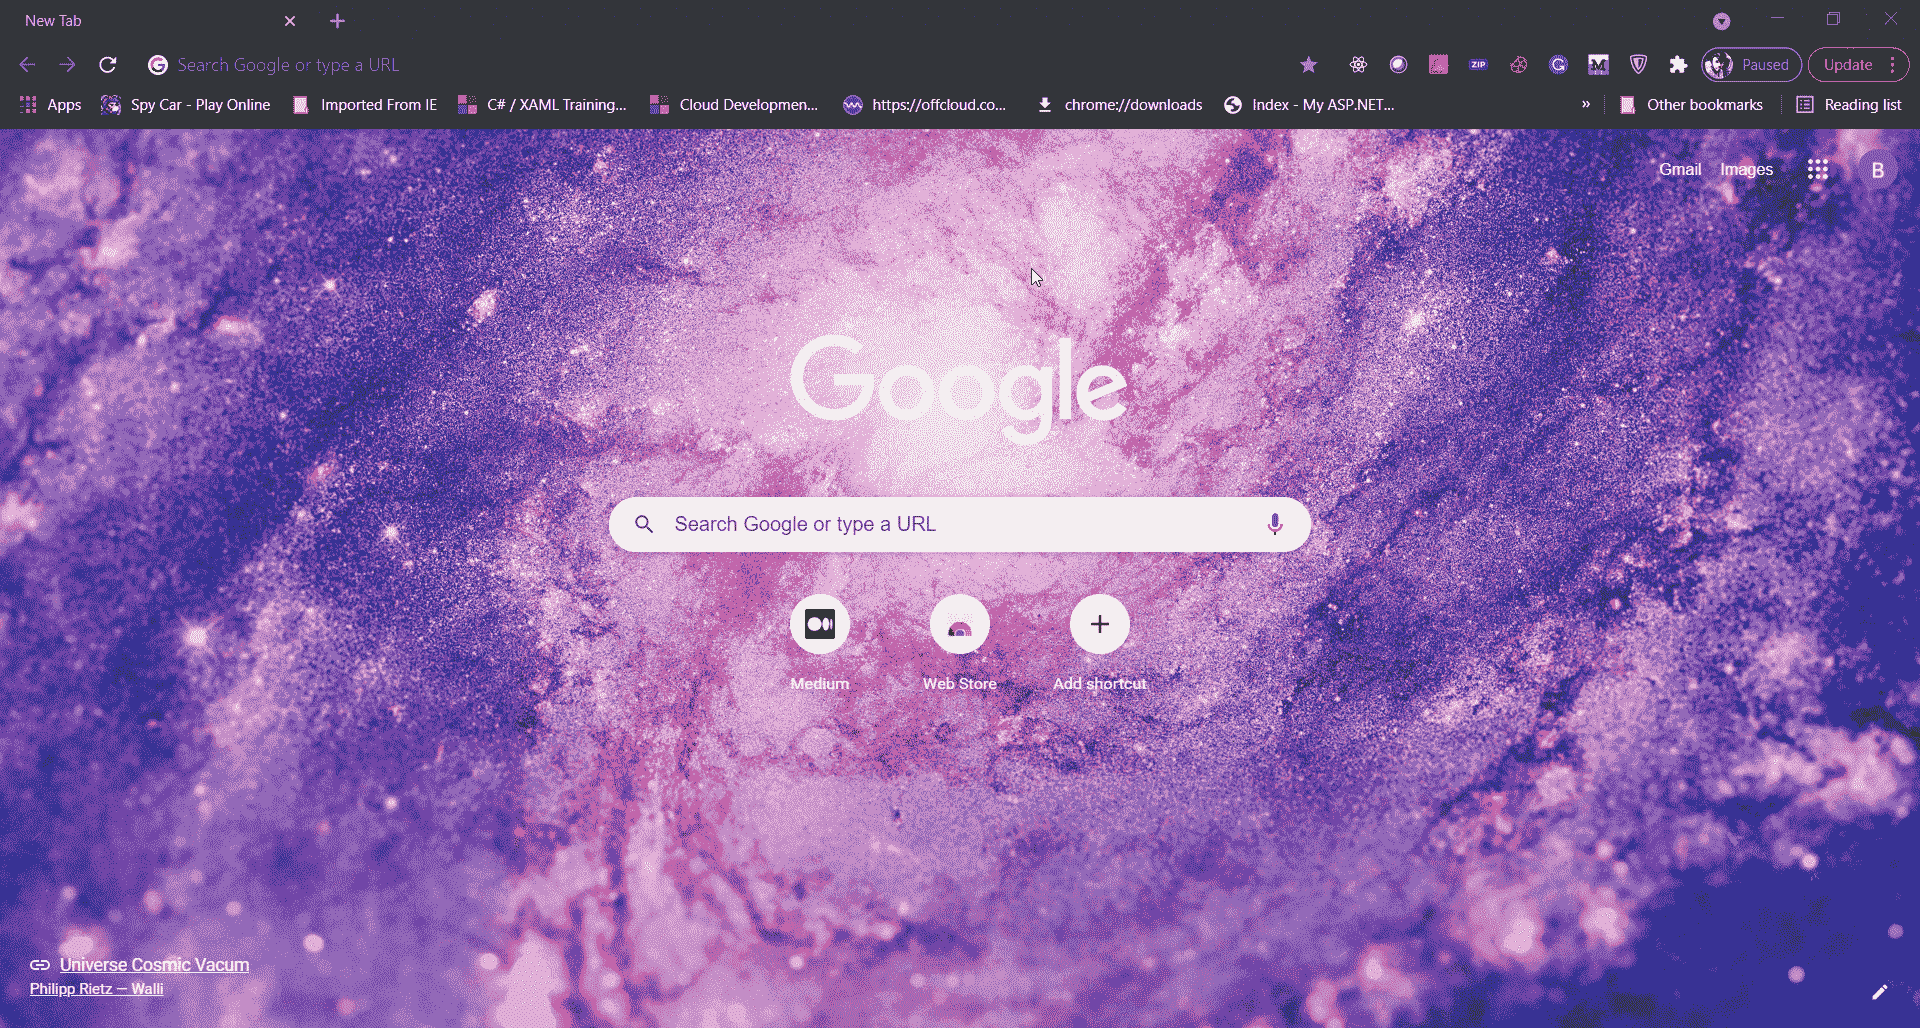 New Tab
Search Google or type a URL
ZIP
M
Paused
Update
Apps
Spy Car - Play Online
Imported From IE
C# / XAML Training...
Cloud Developmen...
https://offcloud.co...
chrome://downloads
Index - My ASP.NET...
»
Other bookmarks
Reading list
Gmail
Images
B
Google
Search Google or type a URL
Medium
Web Store
Add shortcut
Universe Cosmic Vacum
Philipp Rietz — Walli